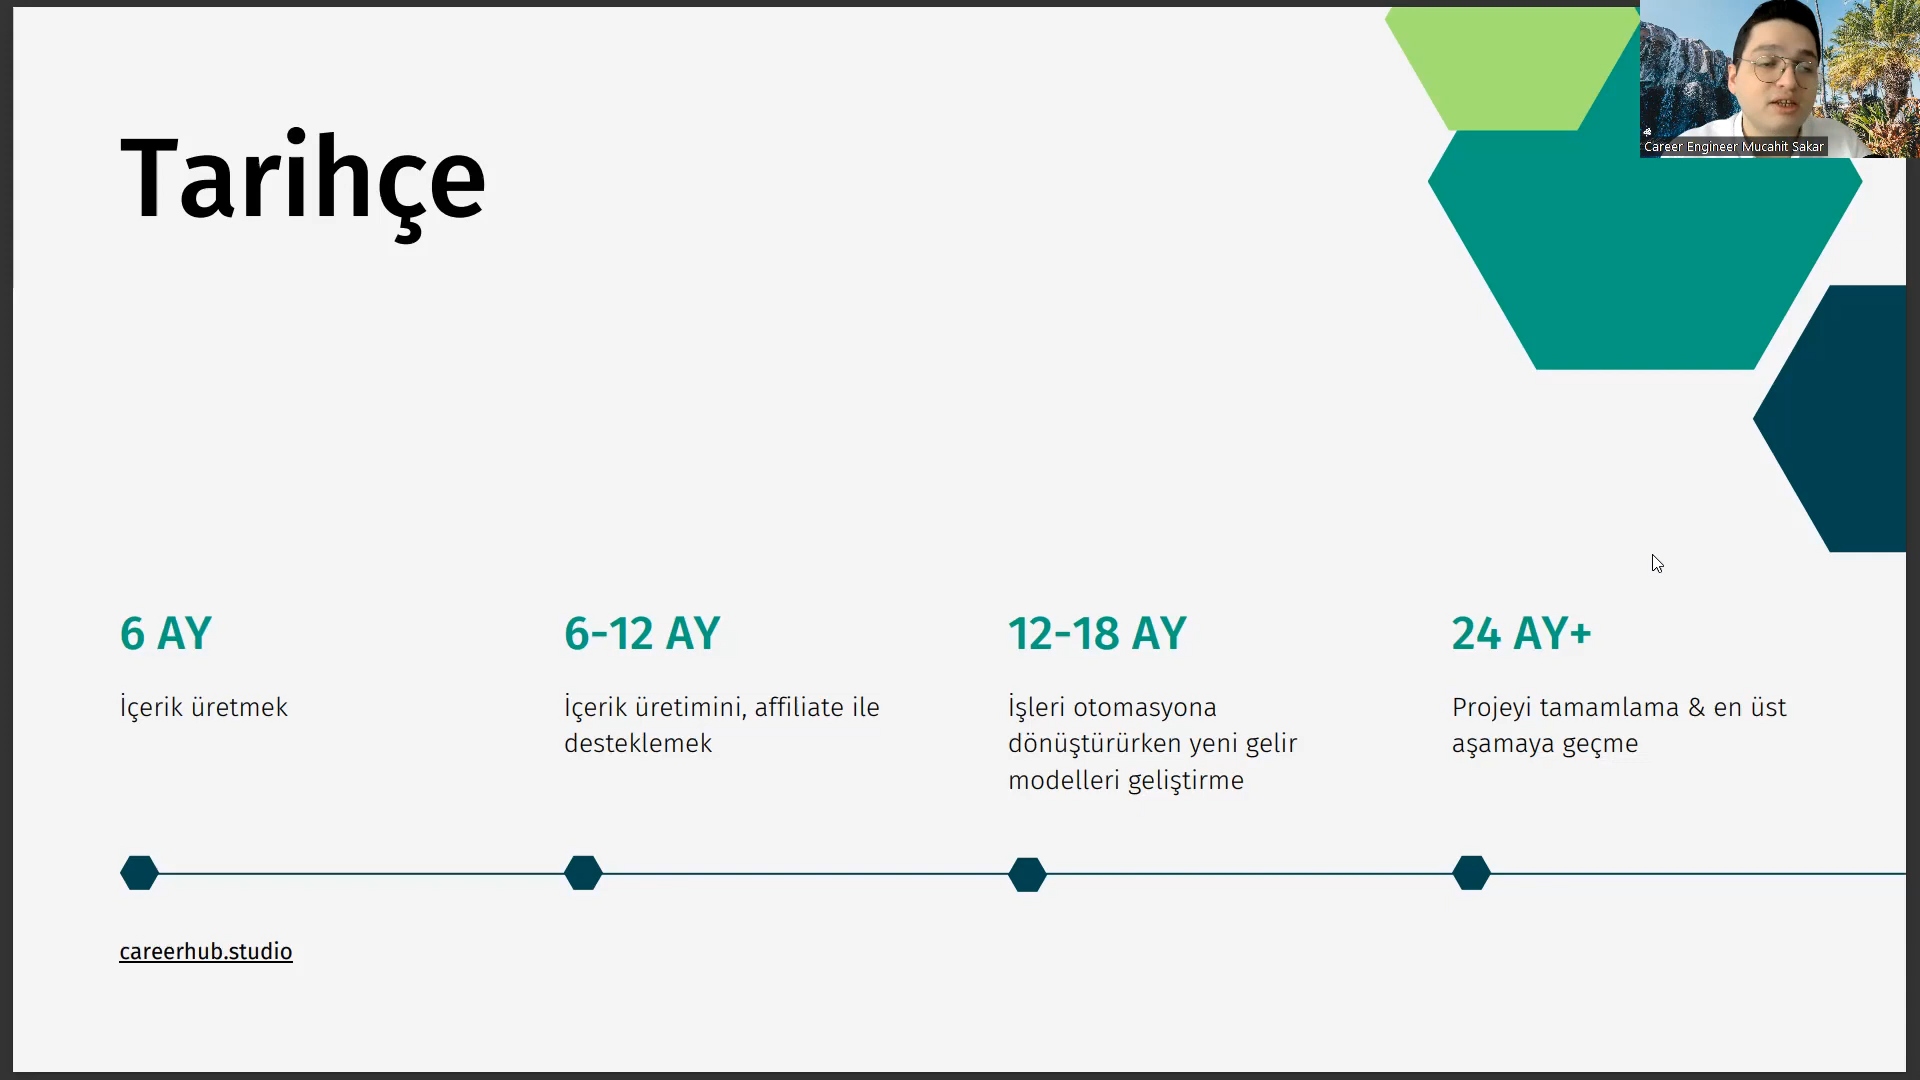 Career Engineer Mucahit Sakar
Tarihçe
6 AY
İçerik üretmek
6-12 AY
İçerik üretimini, affiliate ile
desteklemek
12-18 AY
İşleri otomasyona
dönüştürürken yeni gelir
modelleri geliştirme
24 AY+
Projeyi tamamlama & en üst
aşamaya geçme
careerhub.studio